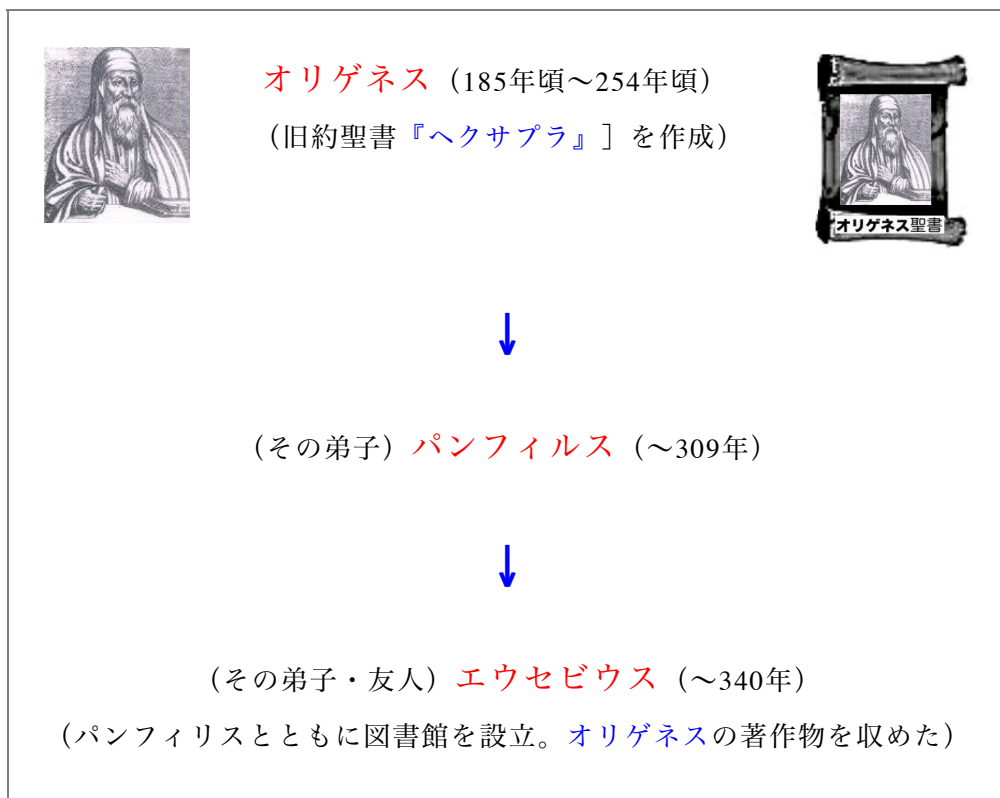 オリゲネス（185年頃～254年頃）
（旧約聖書『ヘクサプラ』］を作成）
オリゲネス聖書
↓
（その弟子）パンフィルス（～309年）
↓
（その弟子・友人）エウセビウス（～340年）
（パンフィリスとともに図書館を設立。オリゲネスの著作物を収めた）